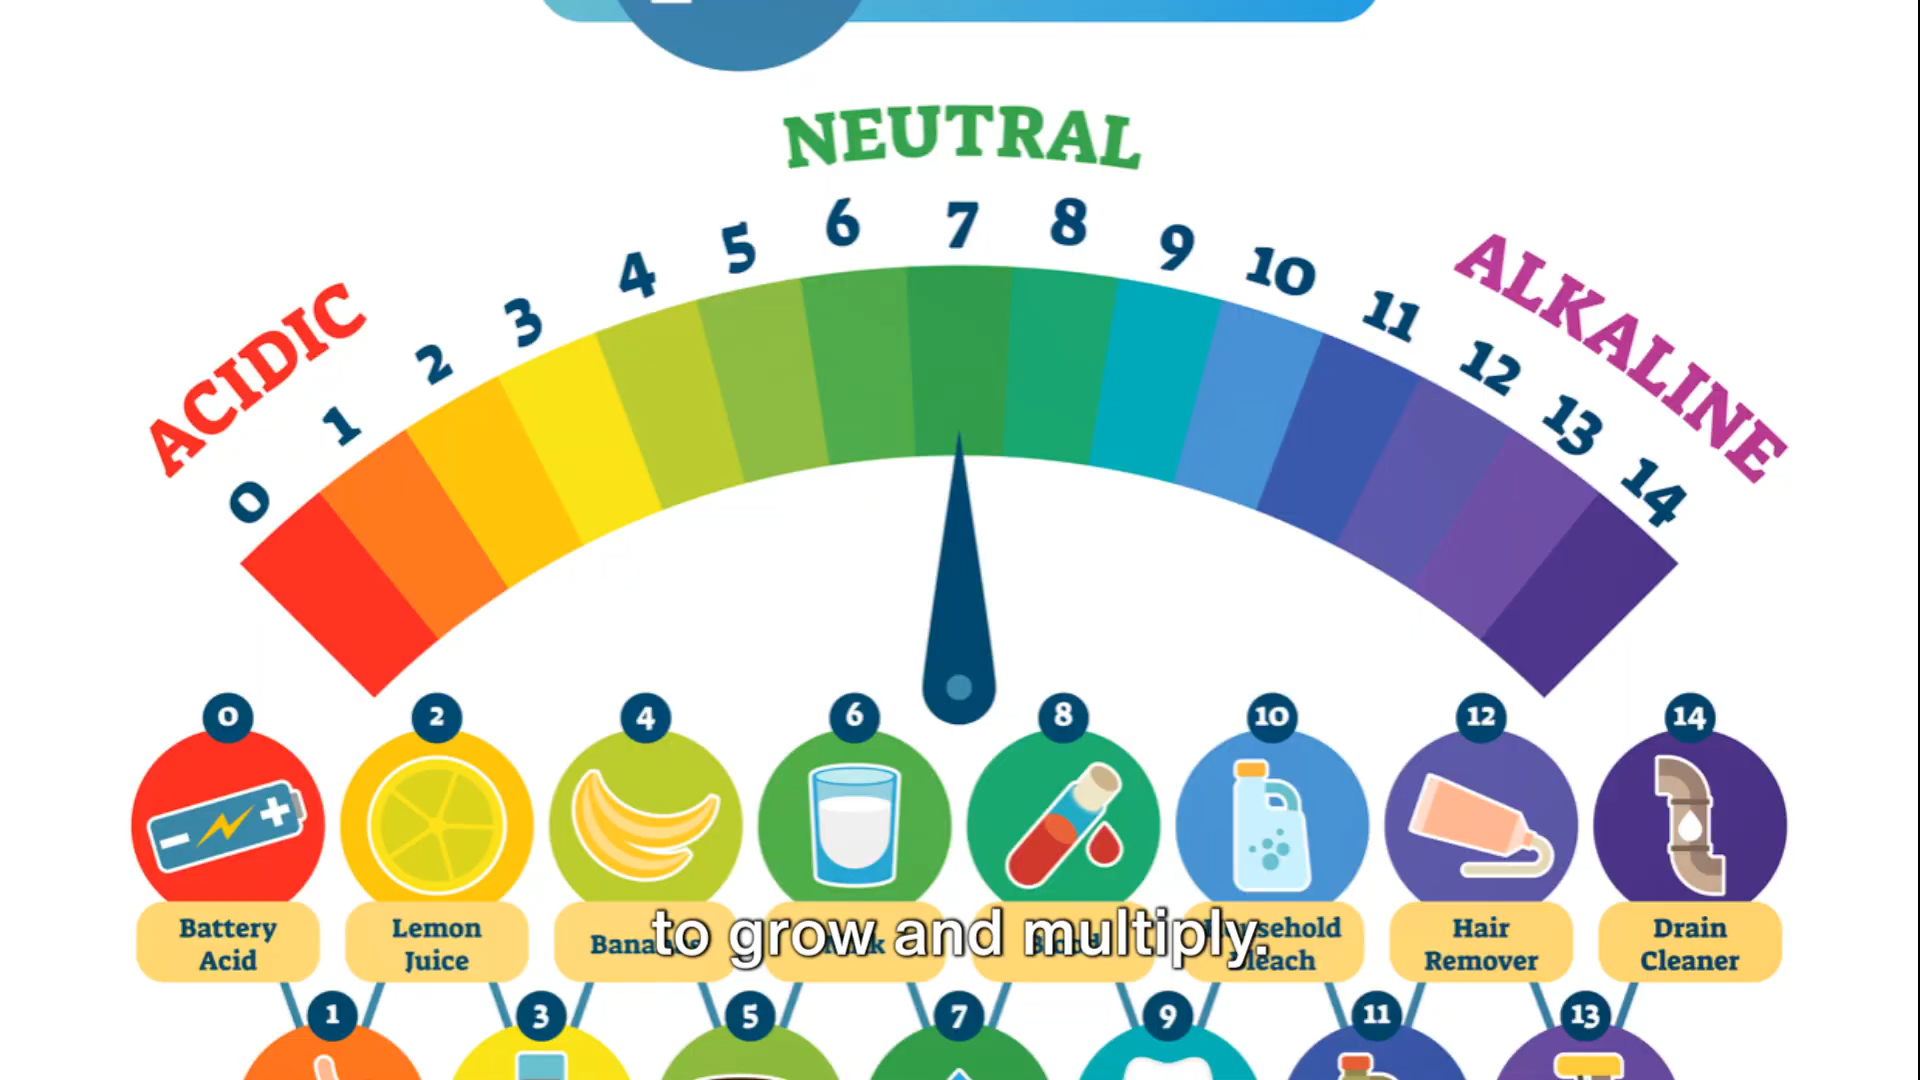 NEUTRAL
ACIDIC
ALKALINE
0 1 2 3 4 5 6 7 8 9 10 11 12 13 14
0 2 4 6 8 10 12 14
Battery
Acid
Lemon
Juice
Hair
Remover
Drain
Cleaner
to grow and multiply.
1 3 5 7 9 11 13